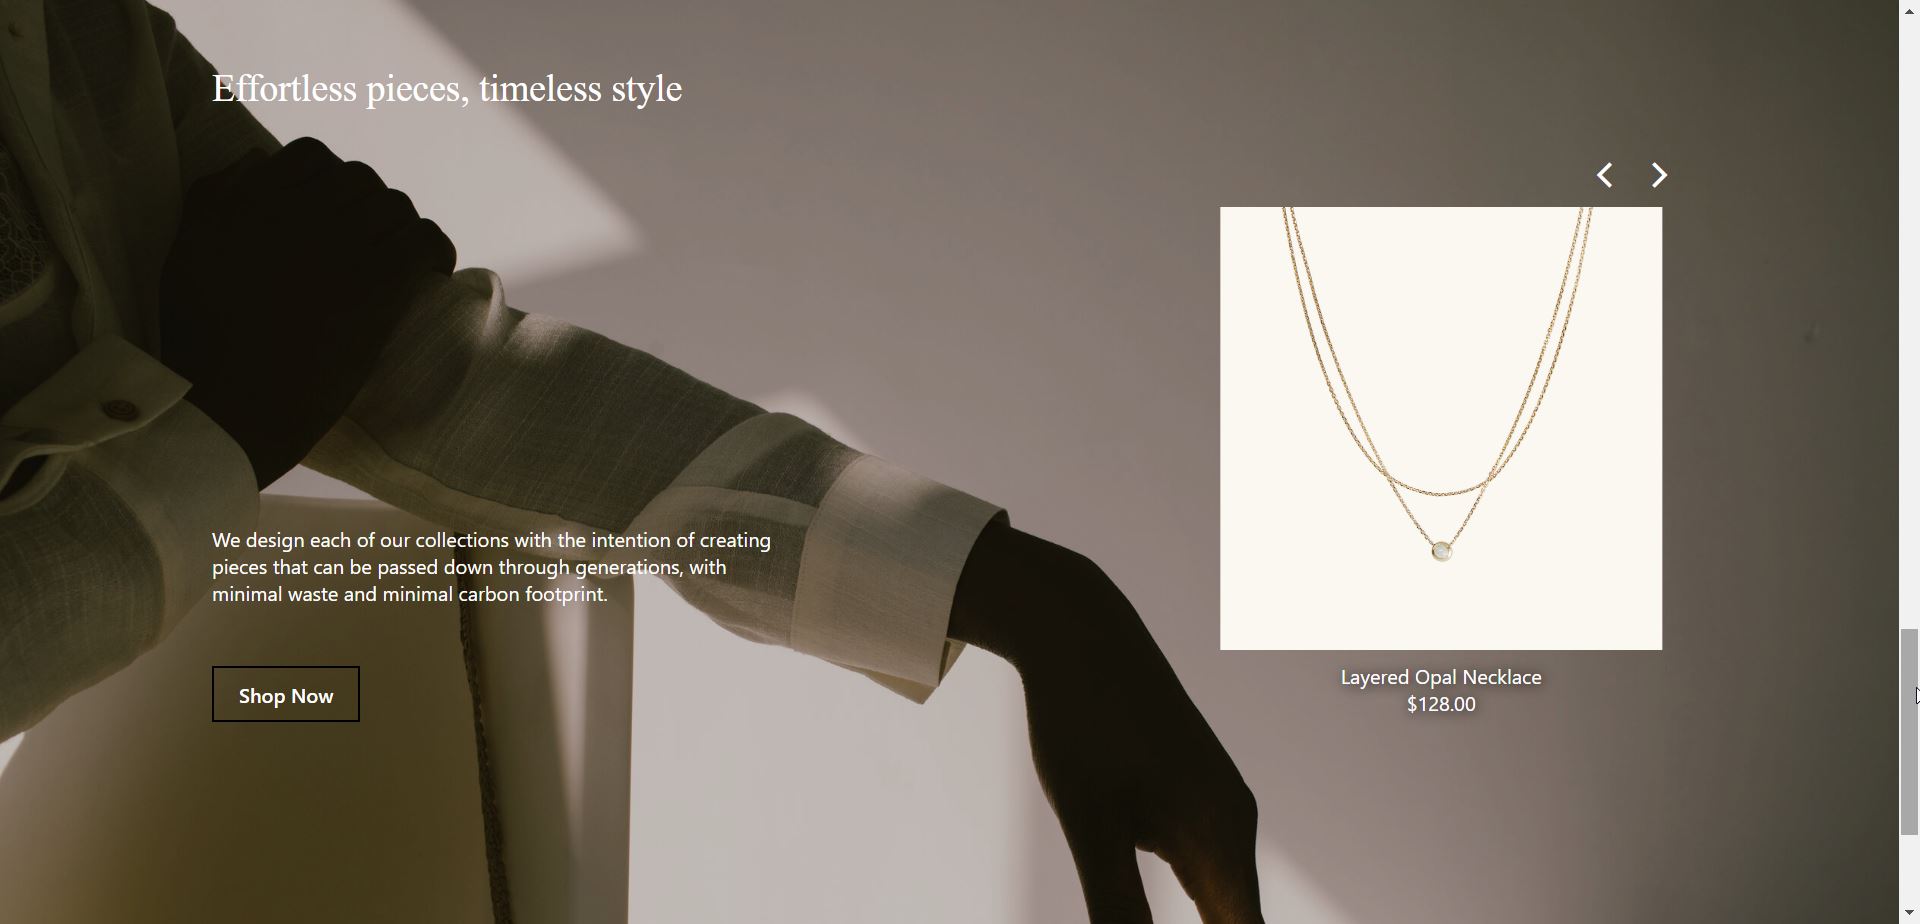 Effortless pieces, timeless style
We design each of our collections with the intention of creating
pieces that can be passed down through generations, with
minimal waste and minimal carbon footprint.
Shop Now
Layered Opal Necklace
$128.00